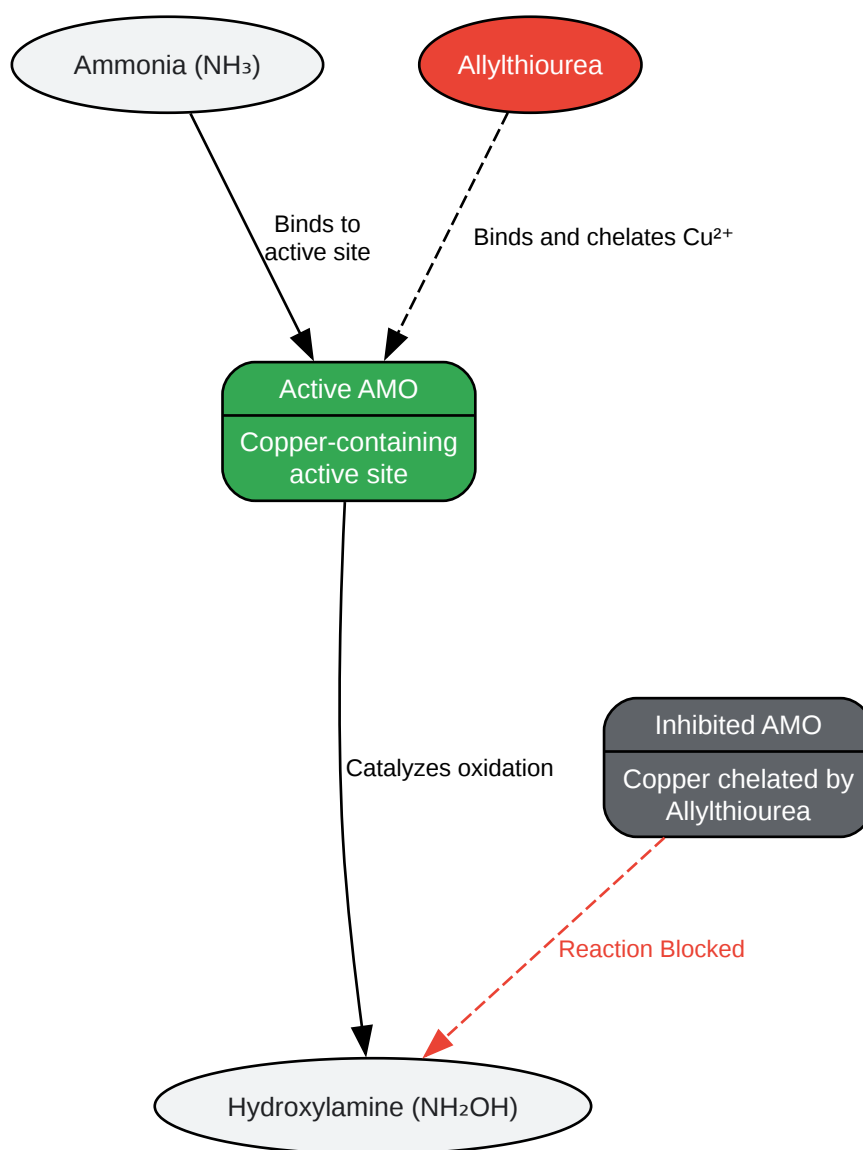 Ammonia (NH₃)
Allylthiourea
Binds to
active site
Binds and chelates Cu²⁺
Active AMO
Copper-containing
active site
Catalyzes oxidation
Inhibited AMO
Copper chelated by
Allylthiourea
Reaction Blocked
Hydroxylamine (NH₂OH)